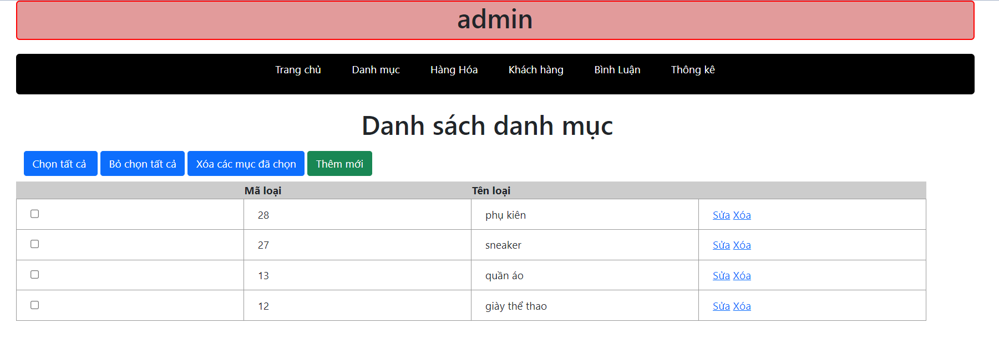 admin
Trang chủ Danh mục Hàng Hóa Khách hàng Bình Luận Thông kê
Danh sách danh mục
Chọn tất cả Bỏ chọn tất cả Xóa các mục đã chọn Thêm mới
Mã loại Tên loại
28 phụ kiên Sửa Xóa
27 sneaker Sửa Xóa
13 quần áo Sửa Xóa
12 giày thể thao Sửa Xóa